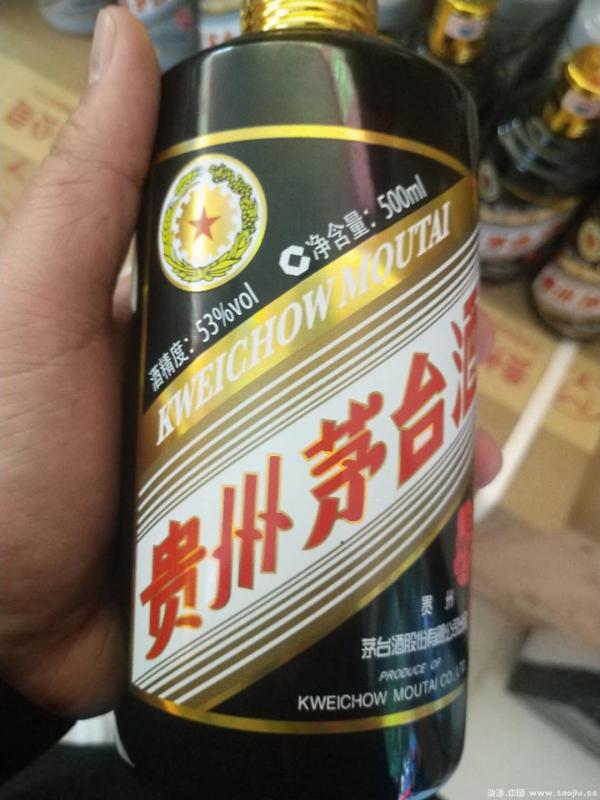 净含量：500ml
酒精度：53%vol
KWEICHOW MOUTAI
贵州茅台酒
贵州
茅台酒股份有限公司
PRODUCE OF
KWEICHOW MOUTAI CO. LTD
淘酒.中国 www.taojiu.cc